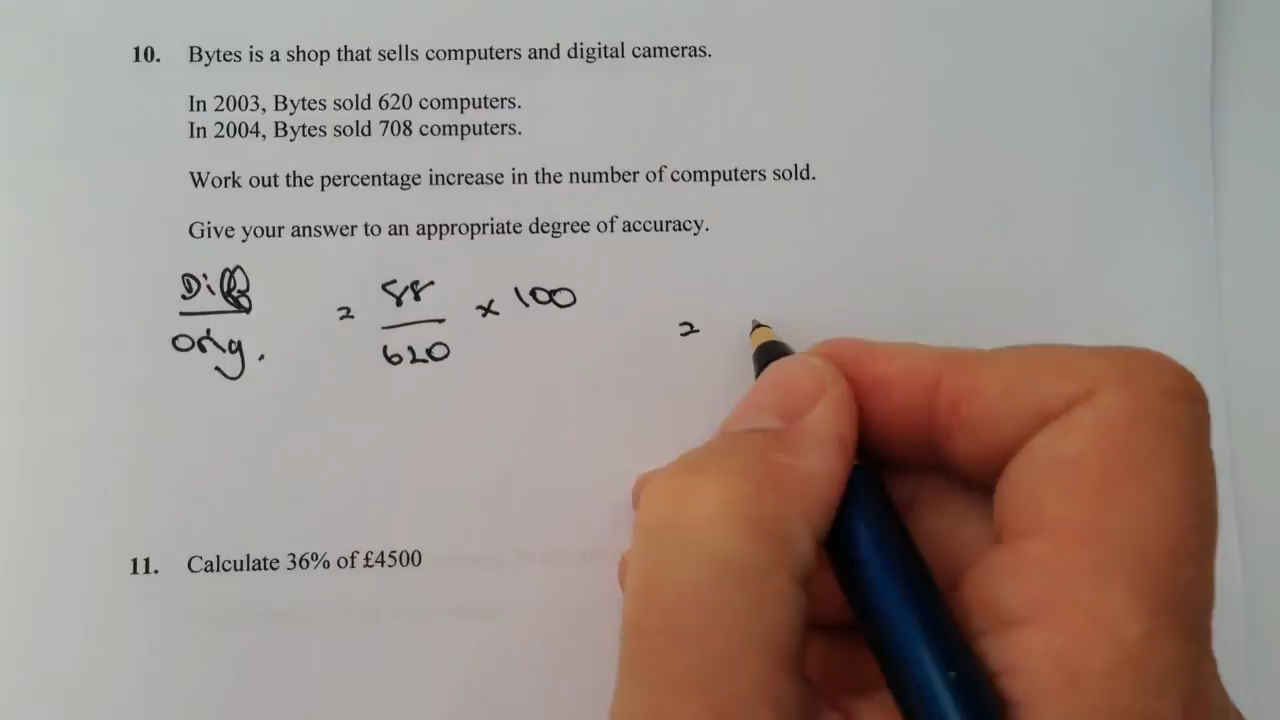 10. Bytes is a shop that sells computers and digital cameras.
In 2003, Bytes sold 620 computers.
In 2004, Bytes sold 708 computers.
Work out the percentage increase in the number of computers sold.
Give your answer to an appropriate degree of accuracy.
Diff
orig.
= 88
620
× 100 =
11. Calculate 36% of £4500